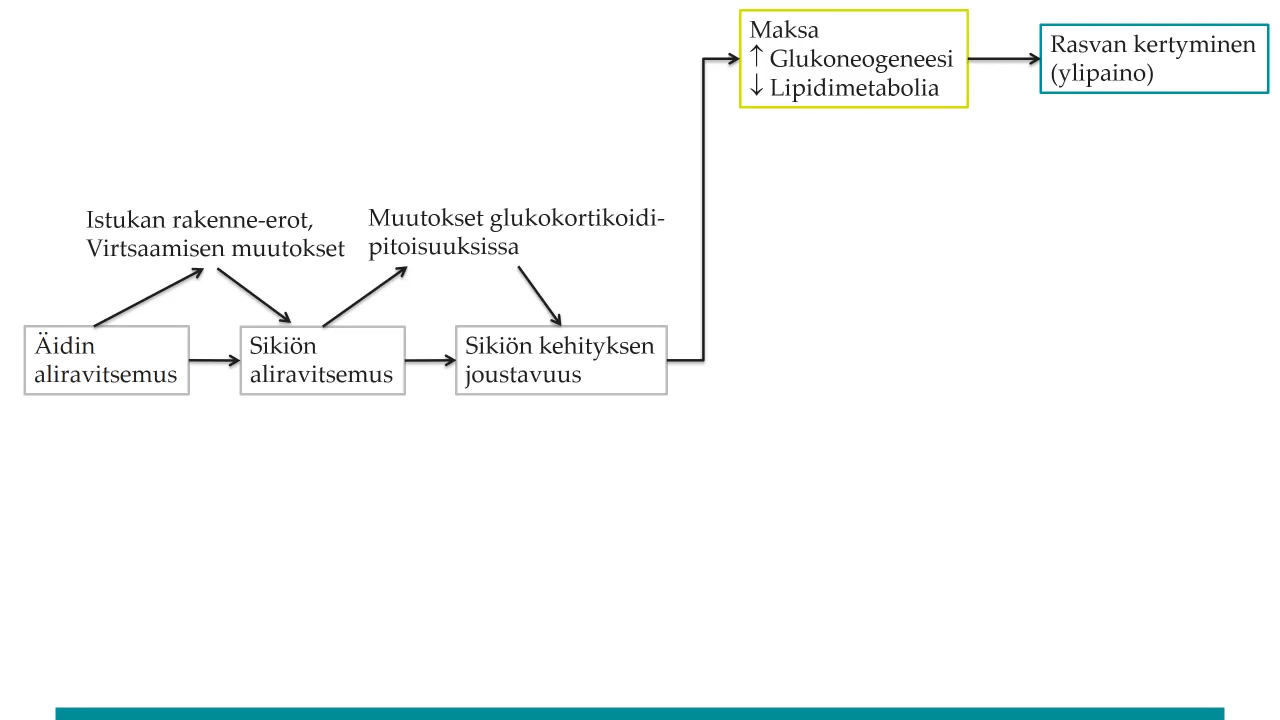 Maksa
↑ Glukoneogeneesi
↓ Lipidimetabolia
Rasvan kertyminen
(ylipaino)
Istukan rakenne-erot,
Virtsaamisen muutokset
Muutokset glukokortikoidi-
pitoisuuksissa
Äidin
aliravitsemus
Sikiön
aliravitsemus
Sikiön kehityksen
joustavuus